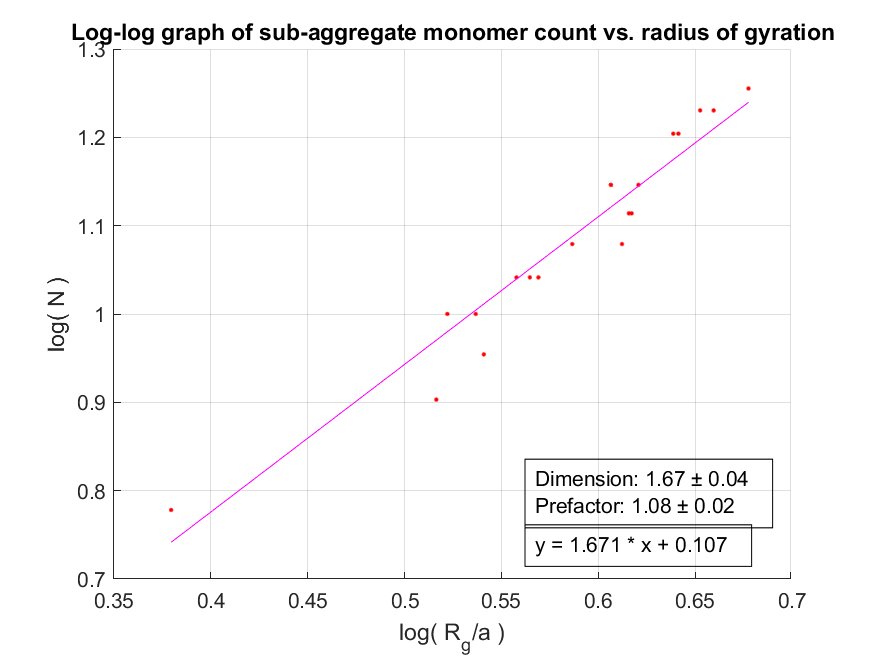 Log-log graph of sub-aggregate monomer count vs. radius of gyration
1.3
1.2
1.1
1
0.9
0.8
0.7
log( N )
Dimension: 1.67 ± 0.04
Prefactor: 1.08 ± 0.02
y = 1.671 * x + 0.107
0.35 0.4 0.45 0.5 0.55 0.6 0.65 0.7
log( R_g/a )